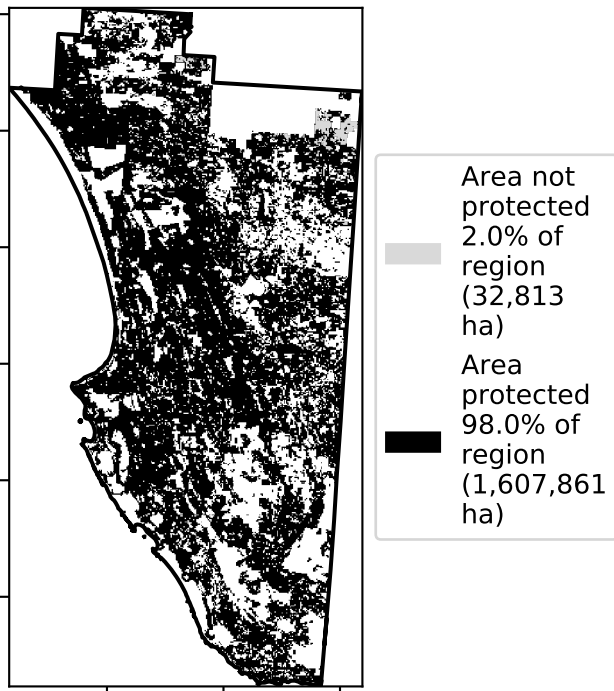 Area not
protected
2.0% of
region
(32,813
ha)
Area
protected
98.0% of
region
(1,607,861
ha)